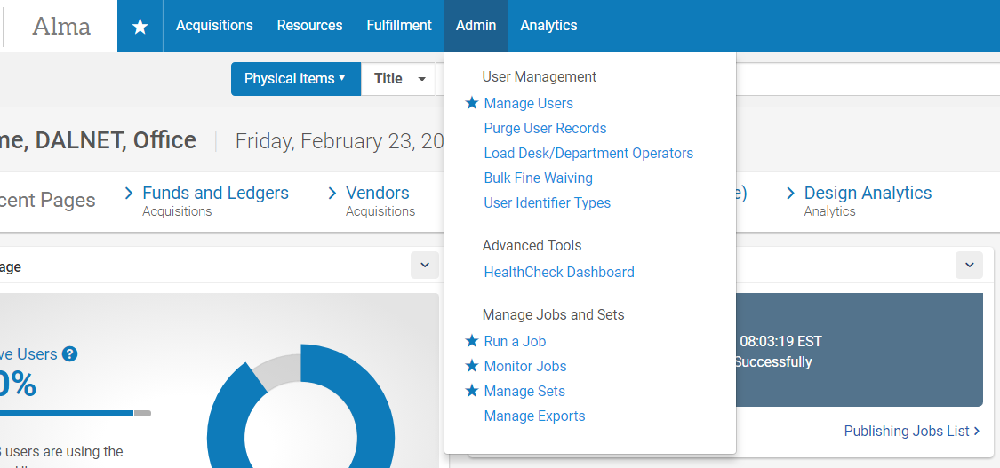 Alma
Acquisitions Resources Fulfillment Admin Analytics
Physical items Title
me, DALNET, Office Friday, February 23, 20
cent Pages
Funds and Ledgers
Acquisitions
Vendors
Acquisitions
e)
Design Analytics
Analytics
User Management
Manage Users
Purge User Records
Load Desk/Department Operators
Bulk Fine Waiving
User Identifier Types
Advanced Tools
HealthCheck Dashboard
Manage Jobs and Sets
Run a Job
Monitor Jobs
Manage Sets
Manage Exports
age
ve Users ?
0%
users are using the
08:03:19 EST
Successfully
Publishing Jobs List